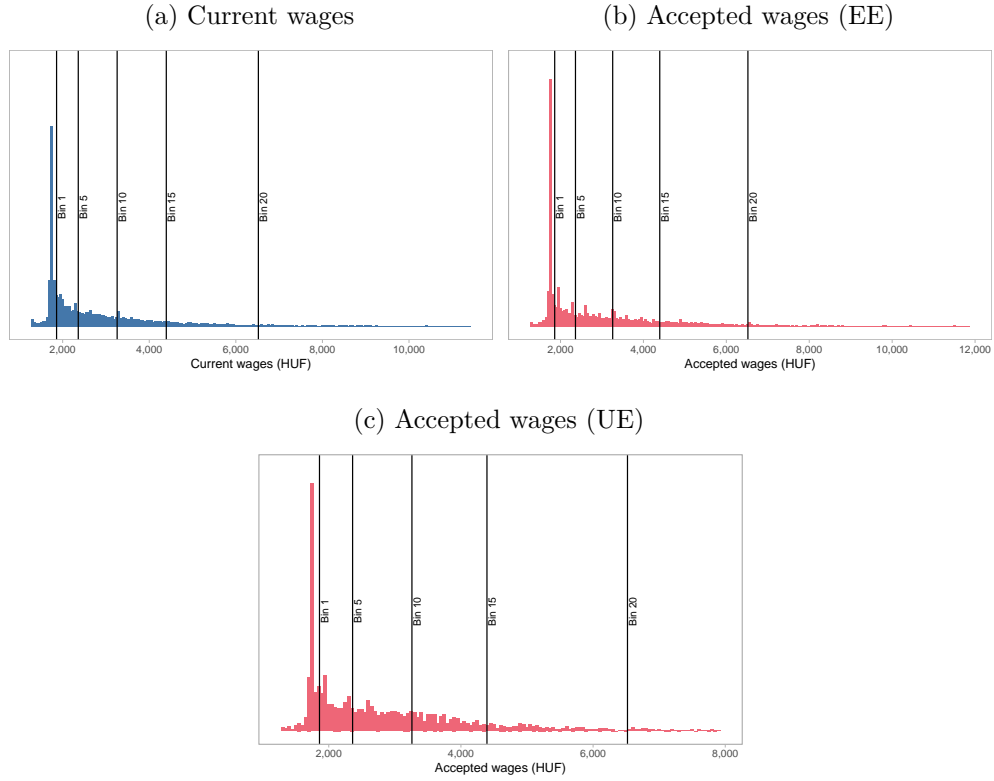 (a) Current wages
Bin 1
Bin 5
Bin 10
Bin 15
Bin 20
2,000
4,000
6,000
8,000
10,000
Current wages (HUF)
(b) Accepted wages (EE)
Bin 1
Bin 5
Bin 10
Bin 15
Bin 20
2,000
4,000
6,000
8,000
10,000
12,000
Accepted wages (HUF)
(c) Accepted wages (UE)
Bin 1
Bin 5
Bin 10
Bin 15
Bin 20
2,000
4,000
6,000
8,000
Accepted wages (HUF)